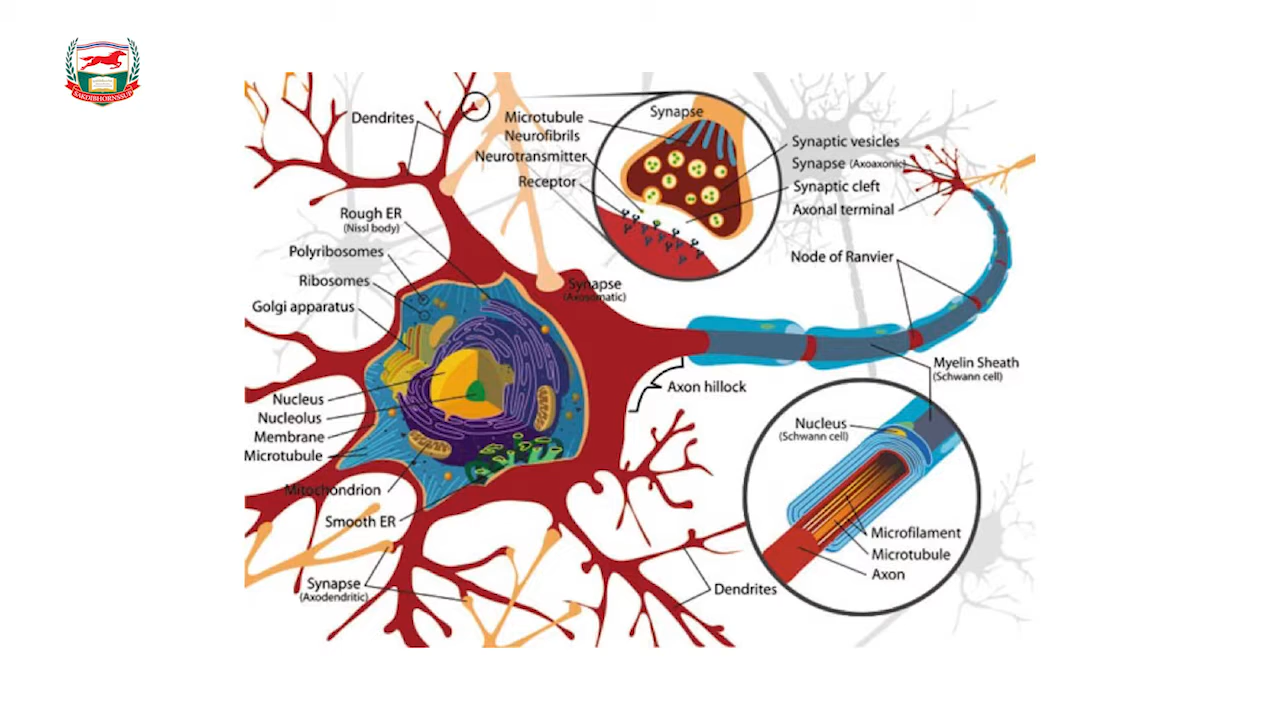 SAKDIBHORNSSUP
Dendrites
Microtubule
Neurofibrils
Neurotransmitter
Receptor
Synapse
Synaptic vesicles
Synapse (Axoaxonic)
Synaptic cleft
Axonal terminal
Rough ER
(Nissl body)
Polyribosomes
Ribosomes
Golgi apparatus
Synapse
(Axosomatic)
Node of Ranvier
Nucleus
Nucleolus
Membrane
Microtubule
Mitochondrion
Smooth ER
Synapse
(Axodendritic)
Axon hillock
Myelin Sheath
(Schwann cell)
Nucleus
(Schwann cell)
Microfilament
Microtubule
Axon
Dendrites